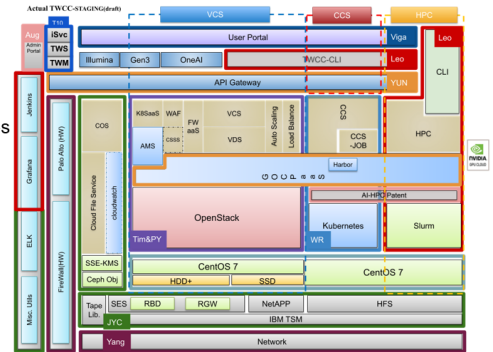 Actual TWCC-STAGING(draft)
VCS
CCS
HPC
Aug
Admin
Portal
T10
iSvc
TWS
TWM
User Portal
Viga
Leo
Illumina
Gen3
OneAI
TWCC-CLI
Leo
CLI
API Gateway
YUN
S
Jenkins
Grafana
ELK
Misc. Utils
Palo Alto (HW)
FireWall(HW)
COS
Cloud File Service
cloudwatch
SSE-KMS
Ceph Obj
K8SaaS
WAF
FW
aaS
VCS
AMS
csss
VDS
Auto Scaling
Load Balance
CCS
CCS
-JOB
HPC
Harbor
GOCPaaS
AI-HPC Patent
OpenStack
Tim&PY
Kubernetes
WR
Slurm
NVIDIA
CentOS 7
HDD+
SSD
CentOS 7
Tape
Lib.
SES
RBD
RGW
NetAPP
HFS
JYC
IBM TSM
Yang
Network